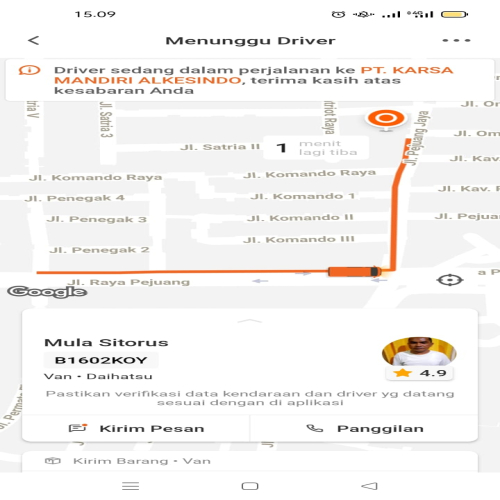 15.09
Menunggu Driver
Driver sedang dalam perjalanan ke PT. KARSA
MANDIRI ALKESINDO, terima kasih atas
kesabaran Anda
Jl. Satria 3
Jl. Satria II
1 menit
lagi tiba
Jl. Pejuang Jaya
Jl. Om
Jl. Kav.
Jl. Komando Raya
Jl. Komando Raya
Jl. Penegak 4
Jl. Komando 1
Jl. Kav.
Jl. Penegak 3
Jl. Komando II
Jl. Pejua
Jl. Penegak 2
Jl. Komando III
Jl. Raya Pejuang
a P
Google
Mula Sitorus
B1602KOY
Van • Daihatsu
4.9
Pastikan verifikasi data kendaraan dan driver yg datang
sesuai dengan di aplikasi
Kirim Pesan
Panggilan
Kirim Barang • Van